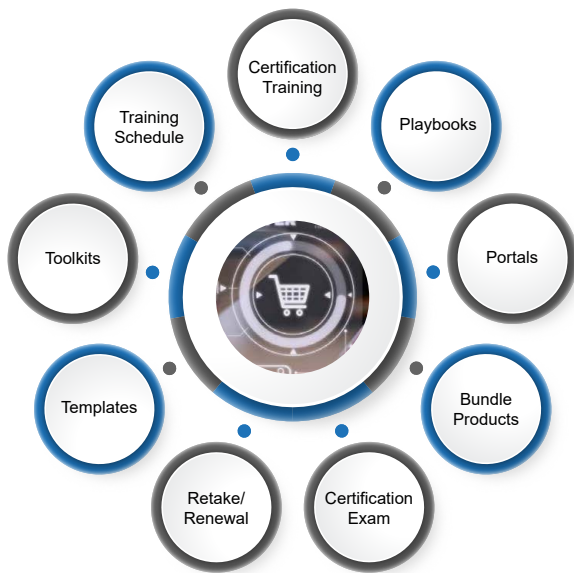 Certification
Training
Playbooks
Portals
Bundle
Products
Certification
Exam
Retake/
Renewal
Templates
Toolkits
Training
Schedule